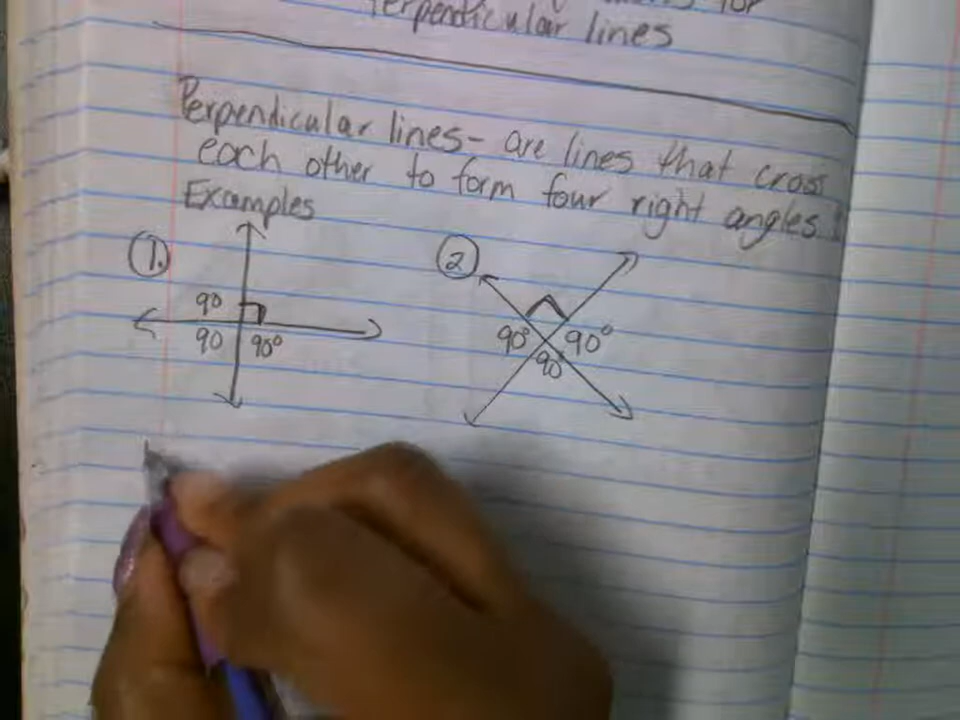 for
Perpendicular lines
Perpendicular lines- are lines that cross
each other to form four right angles!
Examples
1.
90
90 90°
2
90° 90°
90